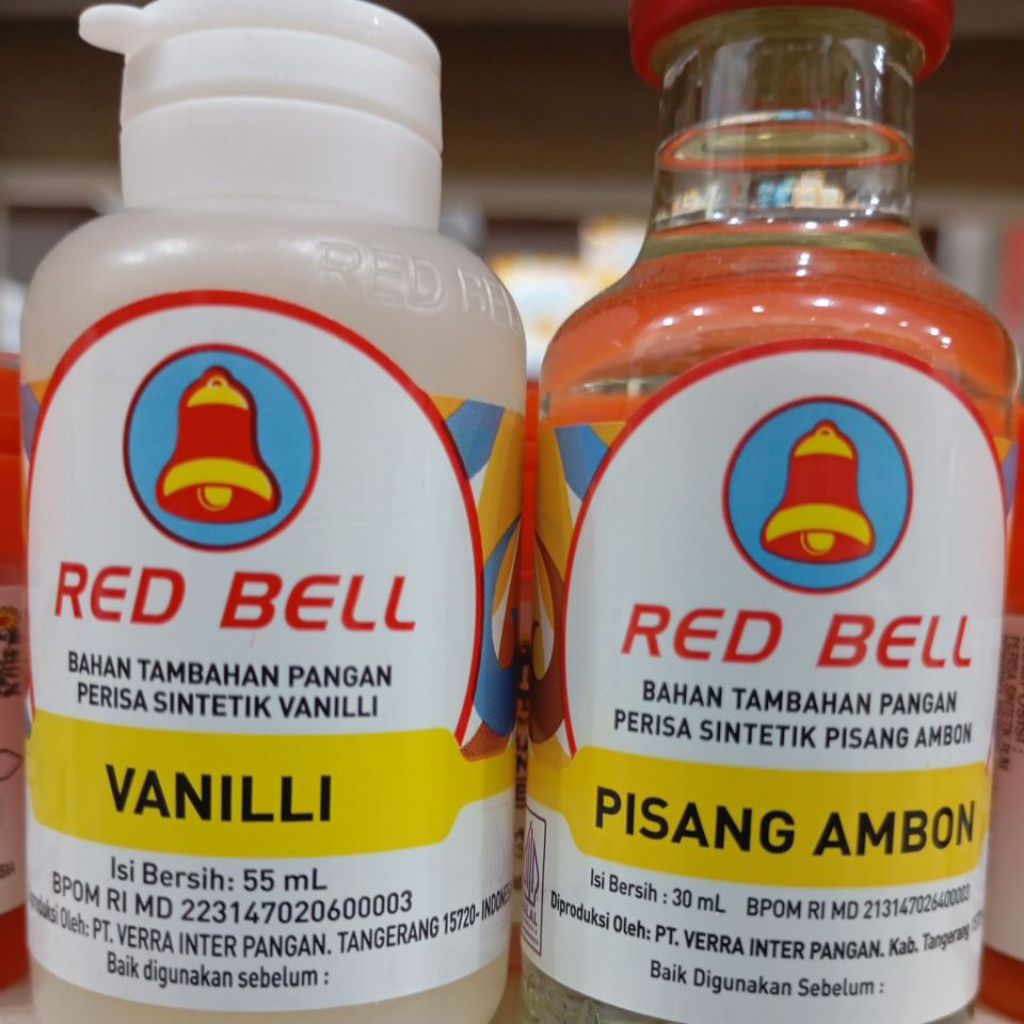 RED BELL
RED BELL
BAHAN TAMBAHAN PANGAN
PERISA SINTETIK VANILLI
VANILLI
Isi Bersih: 55 mL
BPOM RI MD 223147020600003
Oleh: PT. VERRA INTER PANGAN. TANGERANG 15720- INDONES
Baik digunakan sebelum :
RED BELL
BAHAN TAMBAHAN PANGAN
PERISA SINTETIK PISANG AMBON
PISANG AMBON
Isi Bersih : 30 mL BPOM RI MD 213147026400003
Diproduksi Oleh: PT. VERRA INTER PANGAN. Kab. Tangerang
Baik Digunakan Sebelum :